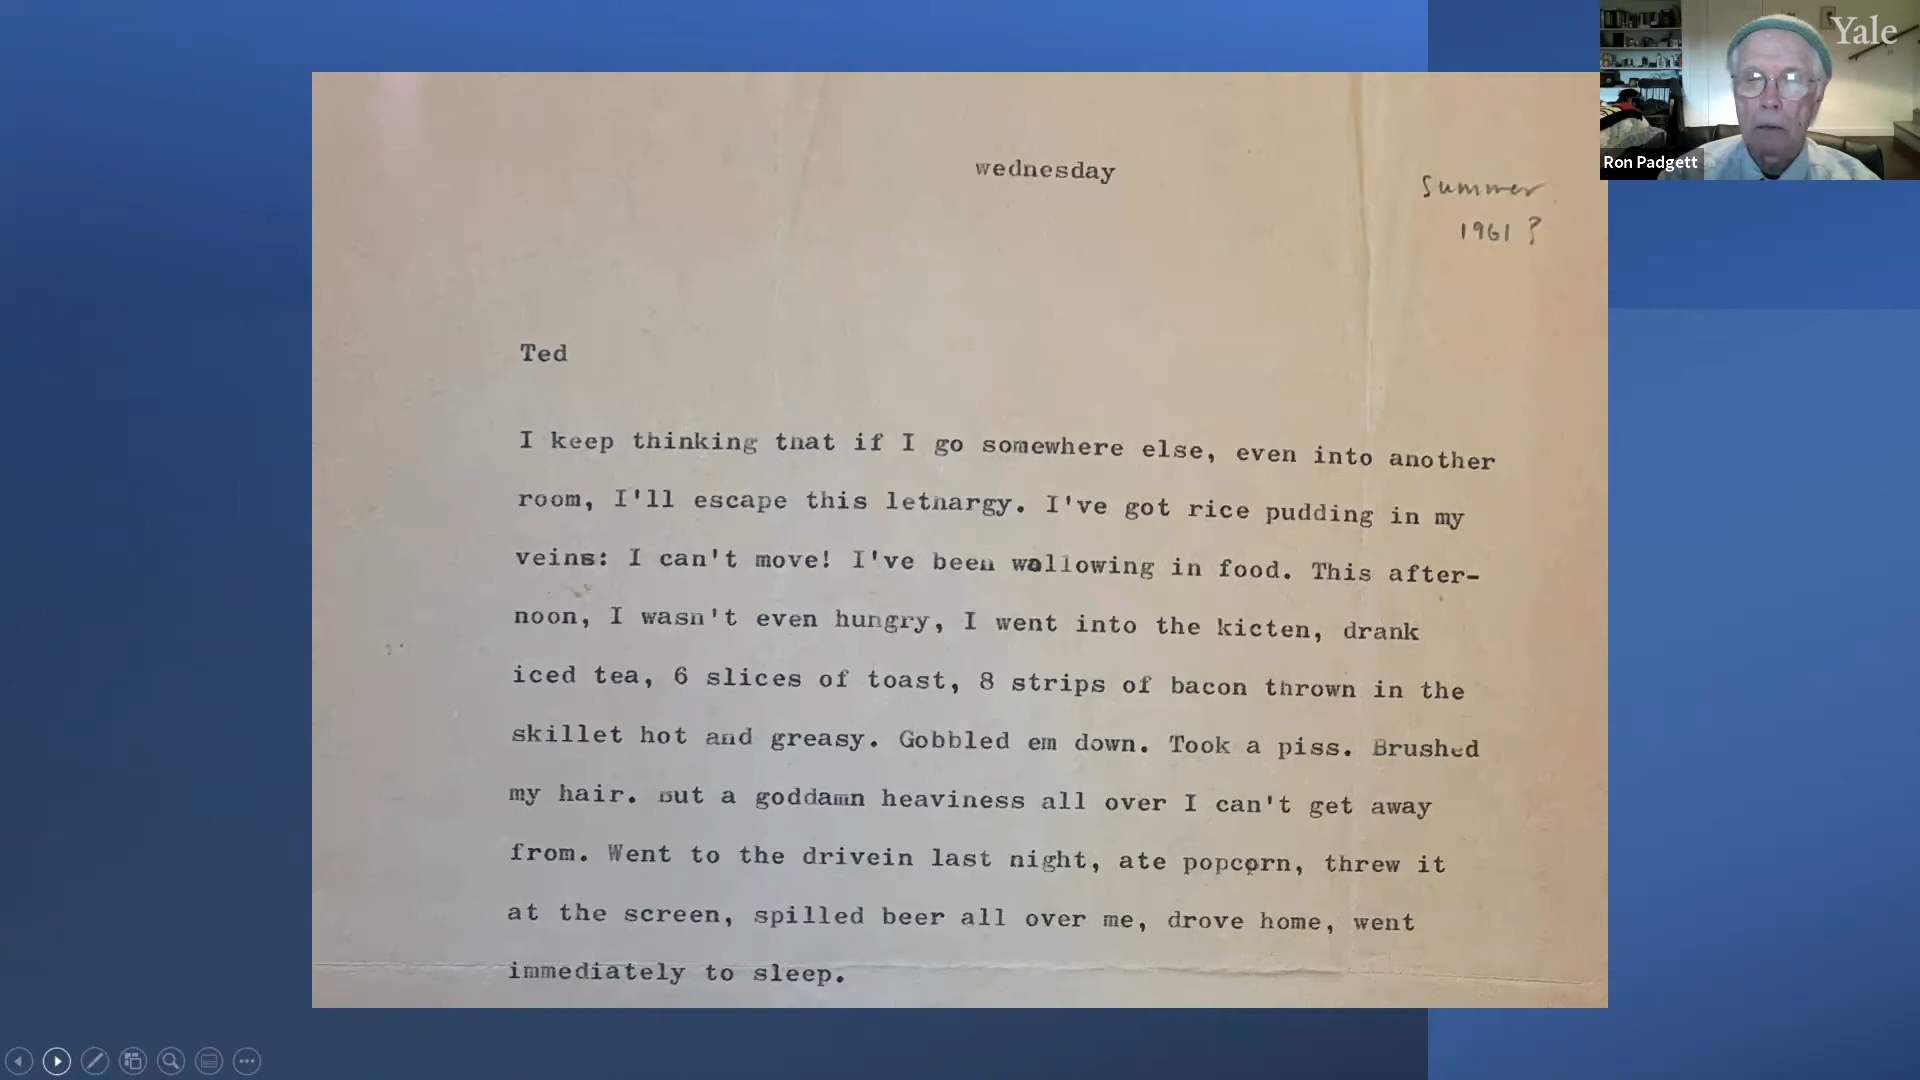 Yale
Ron Padgett
wednesday
Summer
1961?
Ted
I keep thinking that if I go somewhere else, even into another
room, I'll escape this lethargy. I've got rice pudding in my
veins: I can't move! I've been wallowing in food. This after-
noon, I wasn't even hungry, I went into the kicten, drank
iced tea, 6 slices of toast, 8 strips of bacon thrown in the
skillet hot and greasy. Gobbled em down. Took a piss. Brushed
my hair. But a goddamn heaviness all over I can't get away
from. Went to the drivein last night, ate popcorn, threw it
at the screen, spilled beer all over me, drove home, went
immediately to sleep.